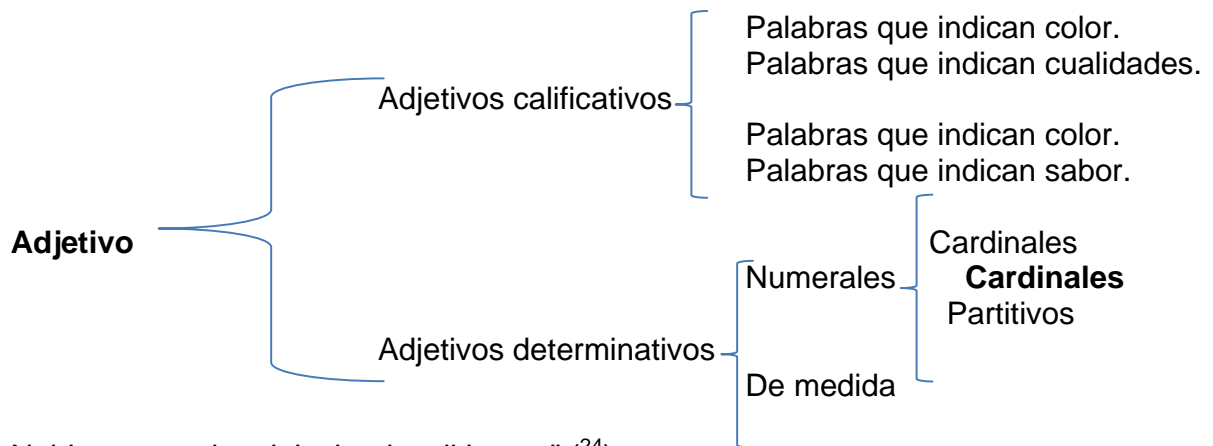 Palabras que indican color.
Palabras que indican cualidades.
Adjetivos calificativos
Palabras que indican color.
Palabras que indican sabor.
Adjetivo
Cardinales
Numerales
Cardinales
Partitivos
Adjetivos determinativos
De medida
(24)